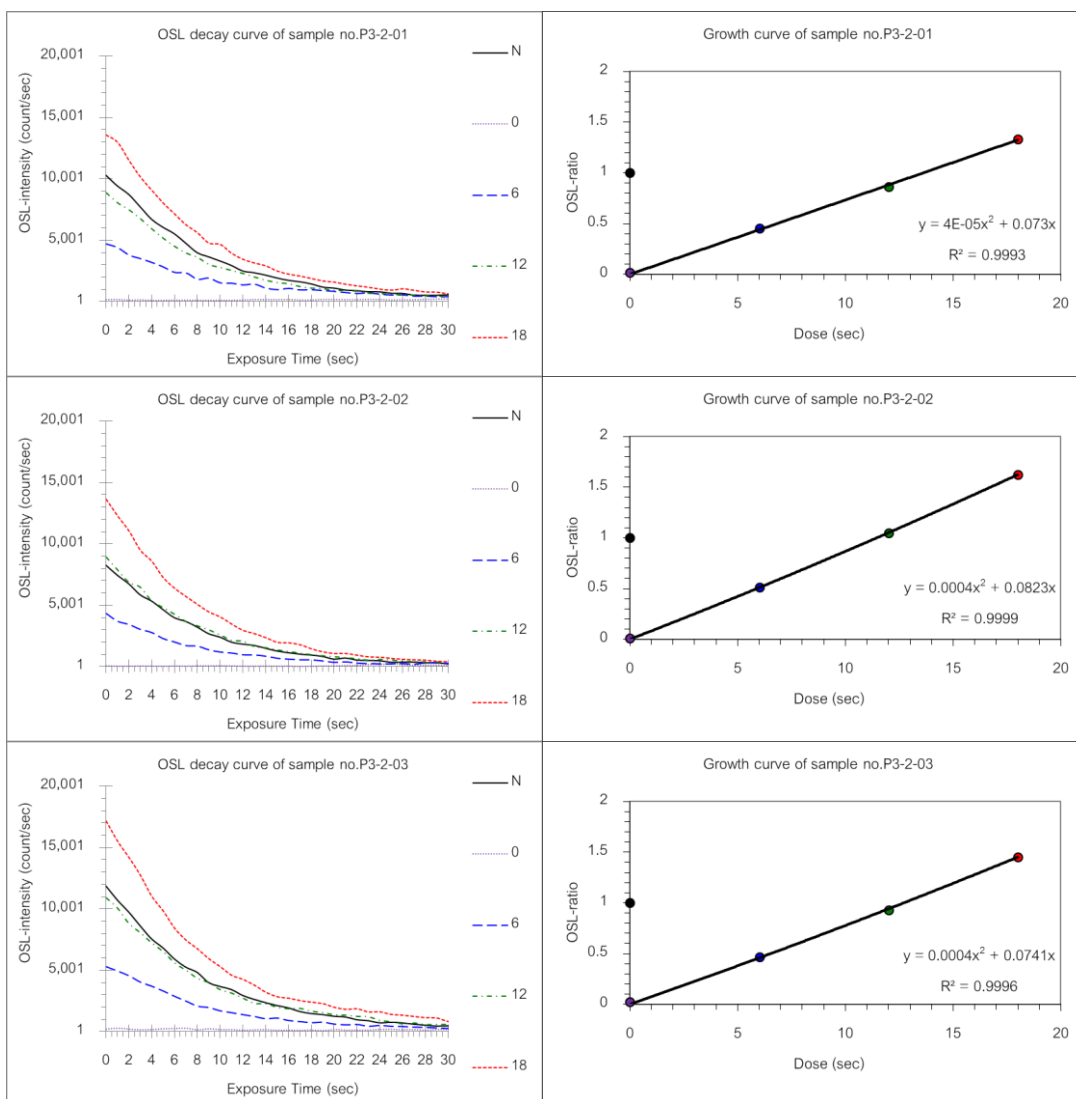 OSL decay curve of sample no.P3-2-01
20,001
15,001
10,001
5,001
1
OSL-intensity (count/sec)
0 2 4 6 8 10 12 14 16 18 20 22 24 26 28 30
Exposure Time (sec)
N
0
6
12
18
Growth curve of sample no.P3-2-01
2
1.5
1
0.5
0
OSL-ratio
y = 4E-05x² + 0.073x
R² = 0.9993
0 5 10 15 20
Dose (sec)
OSL decay curve of sample no.P3-2-02
20,001
15,001
10,001
5,001
1
OSL-intensity (count/sec)
0 2 4 6 8 10 12 14 16 18 20 22 24 26 28 30
Exposure Time (sec)
N
0
6
12
18
Growth curve of sample no.P3-2-02
2
1.5
1
0.5
0
OSL-ratio
y = 0.0004x² + 0.0823x
R² = 0.9999
0 5 10 15 20
Dose (sec)
OSL decay curve of sample no.P3-2-03
20,001
15,001
10,001
5,001
1
OSL-intensity (count/sec)
0 2 4 6 8 10 12 14 16 18 20 22 24 26 28 30
Exposure Time (sec)
N
0
6
12
18
Growth curve of sample no.P3-2-03
2
1.5
1
0.5
0
OSL-ratio
y = 0.0004x² + 0.0741x
R² = 0.9996
0 5 10 15 20
Dose (sec)